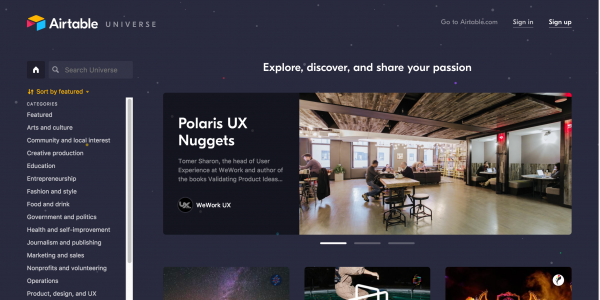 Airtable UNIVERSE
Go to Airtable.com
Sign in
Sign up
Search Universe
Explore, discover, and share your passion
Sort by featured
CATEGORIES
Featured
Arts and culture
Community and local interest
Creative production
Education
Entrepreneurship
Fashion and style
Food and drink
Government and politics
Health and self-improvement
Journalism and publishing
Marketing and sales
Nonprofits and volunteering
Operations
Product, design, and UX
Polaris UX
Nuggets
Tomer Sharon, the head of User
Experience at WeWork and author of
the books Validating Product Ideas...
WeWork UX